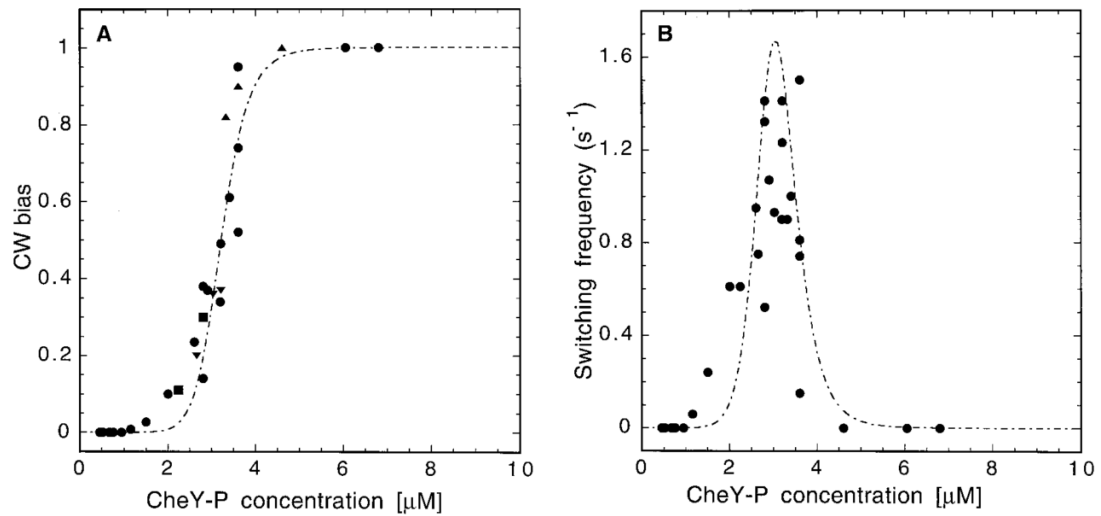 A
CW bias
1
0.8
0.6
0.4
0.2
0
0 2 4 6 8 10
CheY-P concentration [μM]
B
Switching frequency (s⁻¹)
1.6
1.2
0.8
0.4
0
0 2 4 6 8 10
CheY-P concentration [μM]